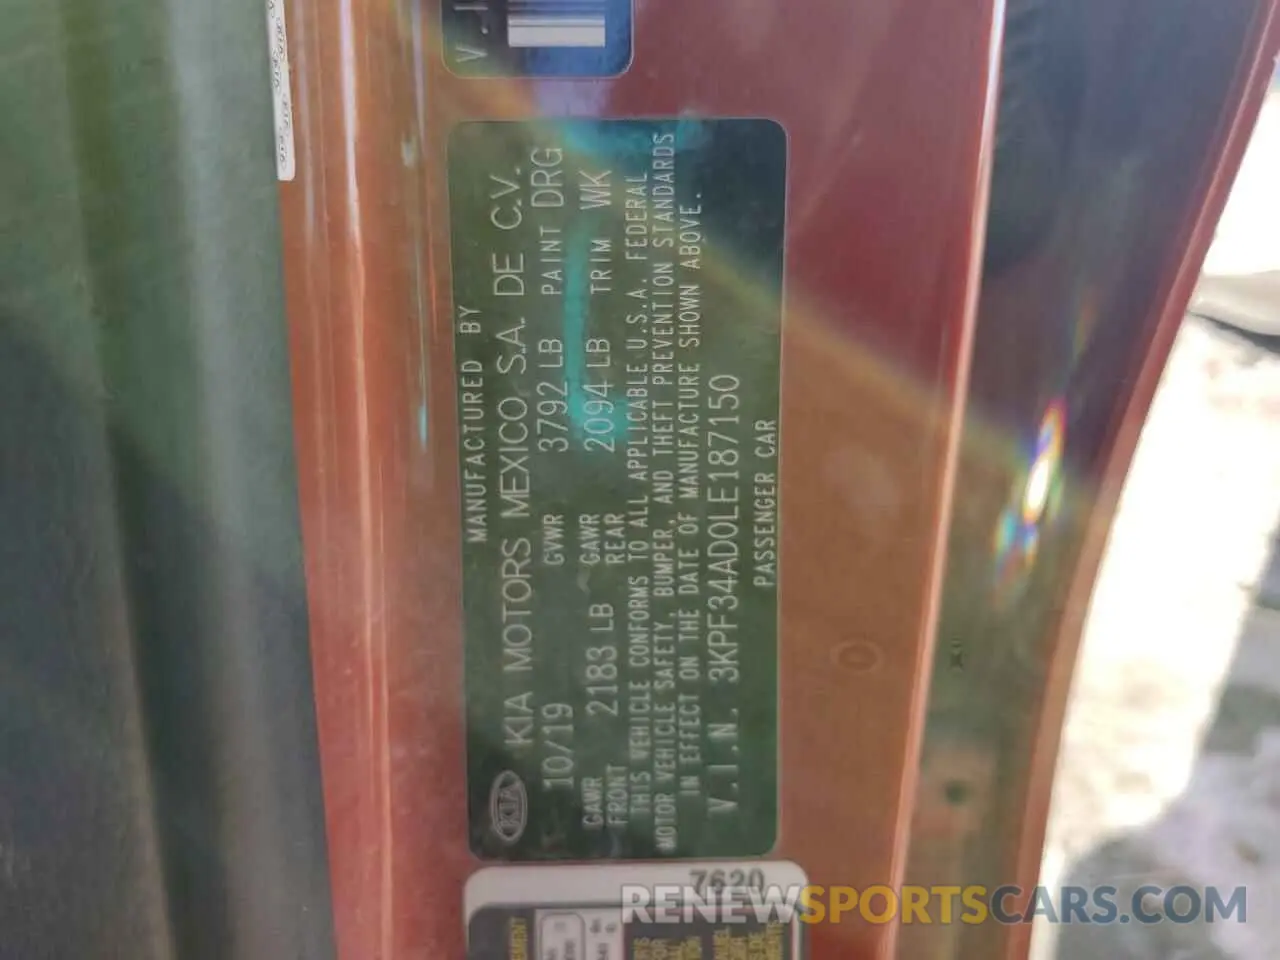 V.I
MANUFACTURED BY
KIA KIA MOTORS MEXICO S.A. DE C.V.
10/19 GVWR 3792 LB PAINT DRG
GAWR FRONT 2183 LB GAWR REAR 2094 LB TRIM WK
THIS VEHICLE CONFORMS TO ALL APPLICABLE U.S.A. FEDERAL
MOTOR VEHICLE SAFETY, BUMPER, AND THEFT PREVENTION STANDARDS
IN EFFECT ON THE DATE OF MANUFACTURE SHOWN ABOVE.
V.I.N. 3KPF34AD0LE187150
PASSENGER CAR
7620
RENEWSPORTSCARS.COM